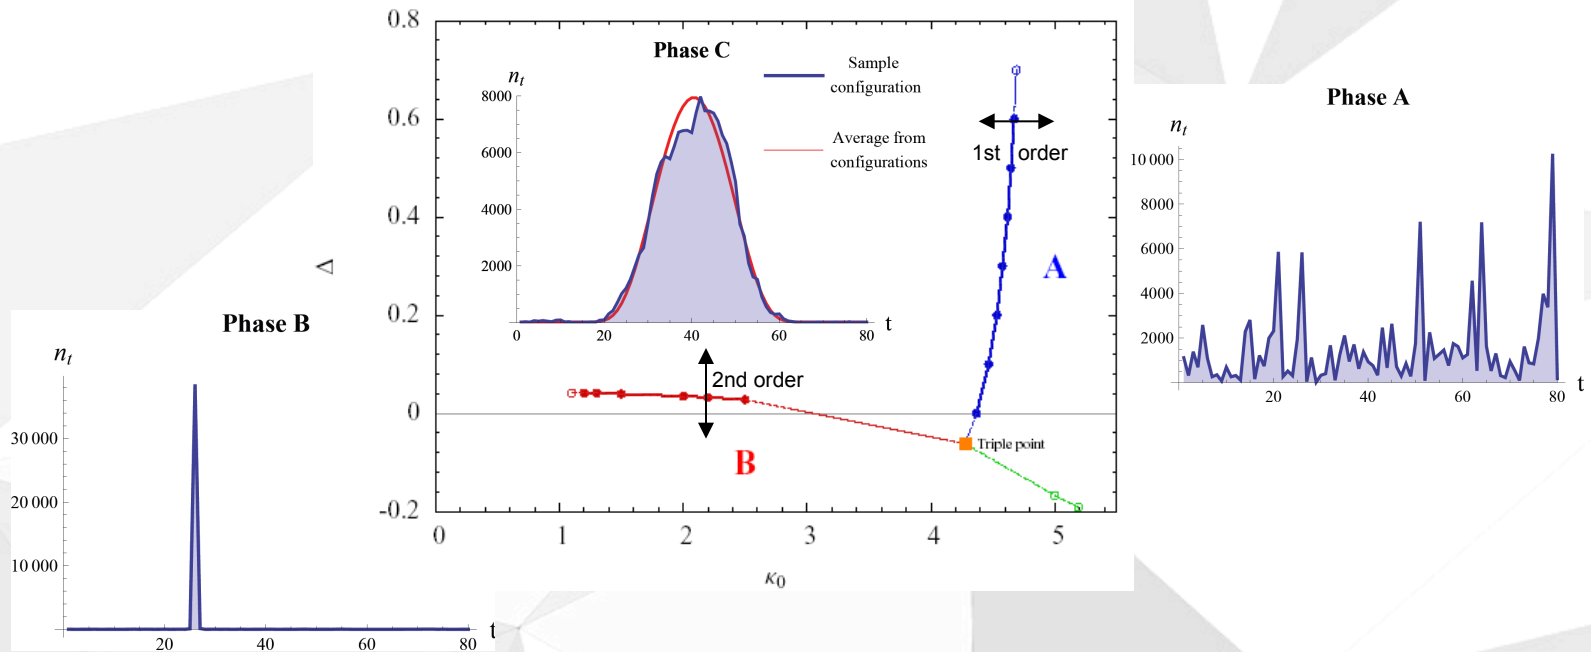 0.8
0.6
0.4
0.2
0
-0.2
0
1
2
3
4
5
κ0
Δ
Phase C
nt
8000
6000
4000
2000
0
20
40
60
80
t
Sample
configuration
Average from
configurations
1st order
2nd order
A
B
Triple point
Phase B
nt
30 000
20 000
10 000
20
40
60
80
t
Phase A
nt
10 000
8000
6000
4000
2000
20
40
60
80
t